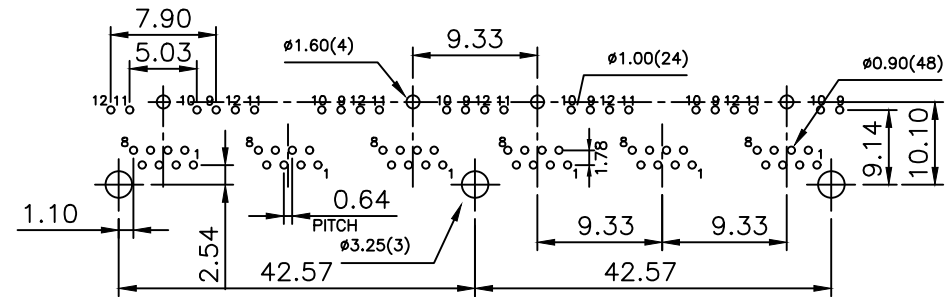 7.90
5.03
ø1.60(4)
9.33
ø1.00(24)
ø0.90(48)
12 11 10 9 12 11 10 9 12 11 10 9 12 11 10 9 12 11 10 9 12 11 10 9
8 1 8 1 8 1 8 1 8 1 8 1
1.78
9.14
10.10
1.10
2.54
0.64
PITCH
ø3.25(3)
9.33
9.33
42.57
42.57